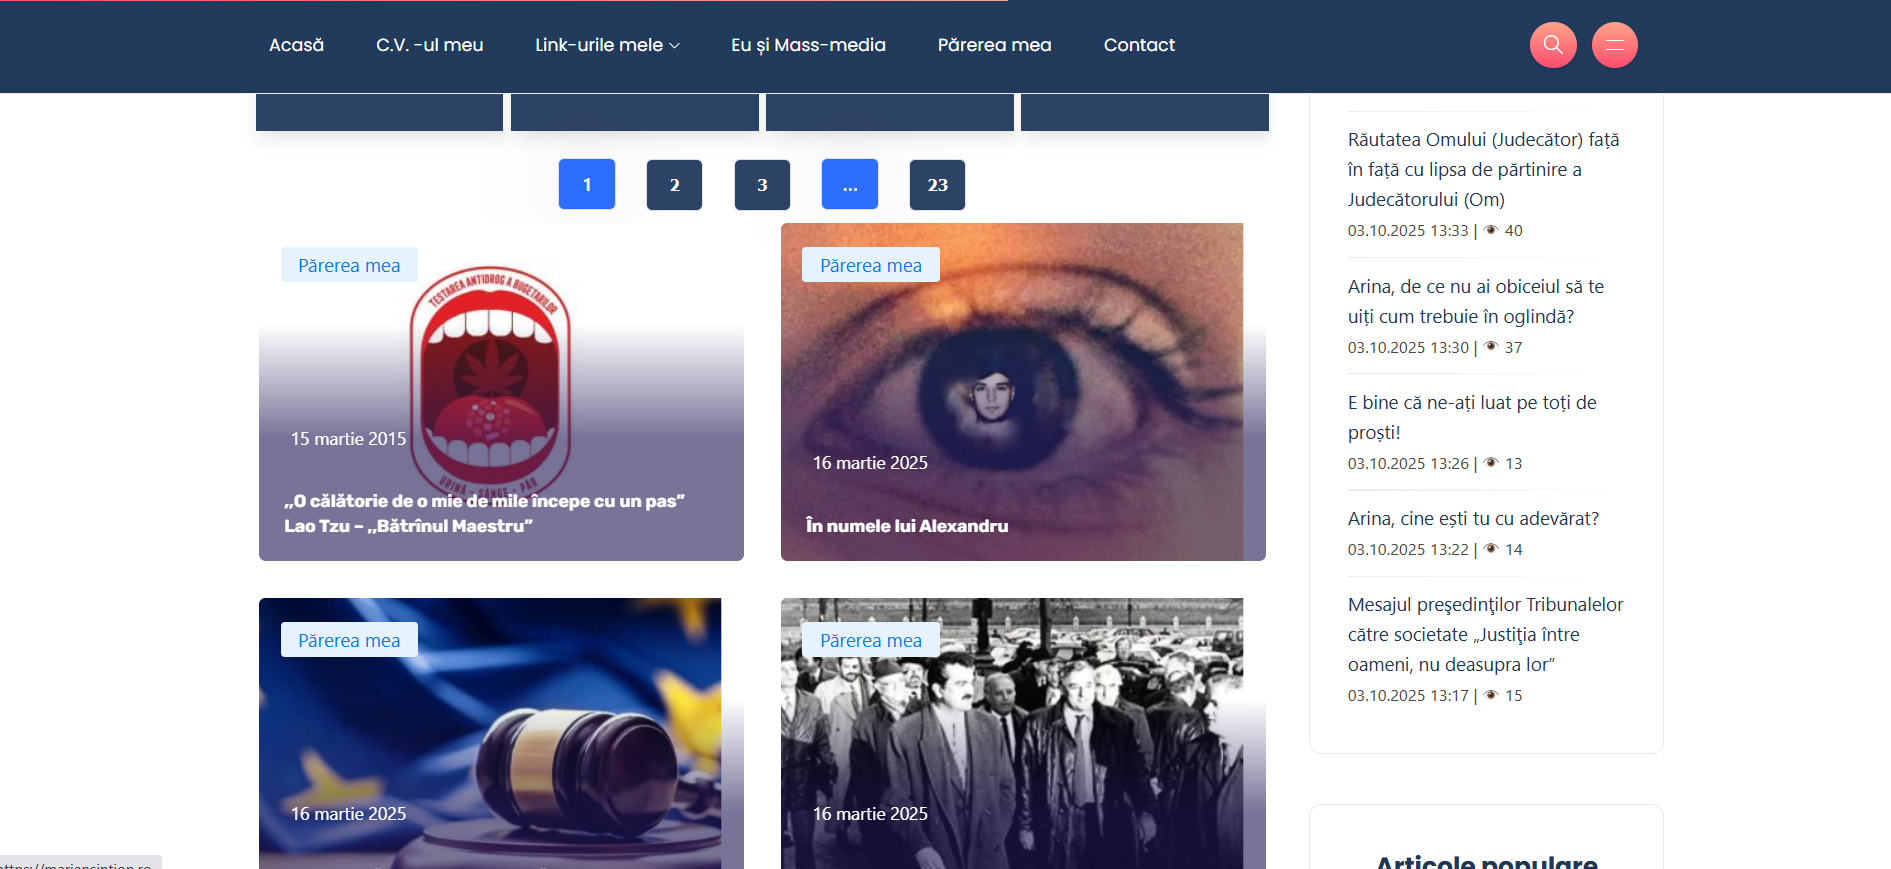 Acasă
C.V. -ul meu
Link-urile mele
Eu și Mass-media
Părerea mea
Contact
1
2
3
...
23
Părerea mea
TESTAREA ANTIDROG A BUGETARILOR
15 martie 2015
URINĂ - SÂNGE - PĂR
„O călătorie de o mie de mile începe cu un pas”
Lao Tzu – „Bătrînul Maestru”
Părerea mea
16 martie 2025
În numele lui Alexandru
Părerea mea
16 martie 2025
Părerea mea
16 martie 2025
Răutatea Omului (Judecător) față
în față cu lipsa de părtinire a
Judecătorului (Om)
03.10.2025 13:33 | 40
Arina, de ce nu ai obiceiul să te
uiți cum trebuie în oglindă?
03.10.2025 13:30 | 37
E bine că ne-ați luat pe toți de
proști!
03.10.2025 13:26 | 13
Arina, cine ești tu cu adevărat?
03.10.2025 13:22 | 14
Mesajul preşedinţilor Tribunalelor
către societate „Justiţia între
oameni, nu deasupra lor”
03.10.2025 13:17 | 15
Articole populare